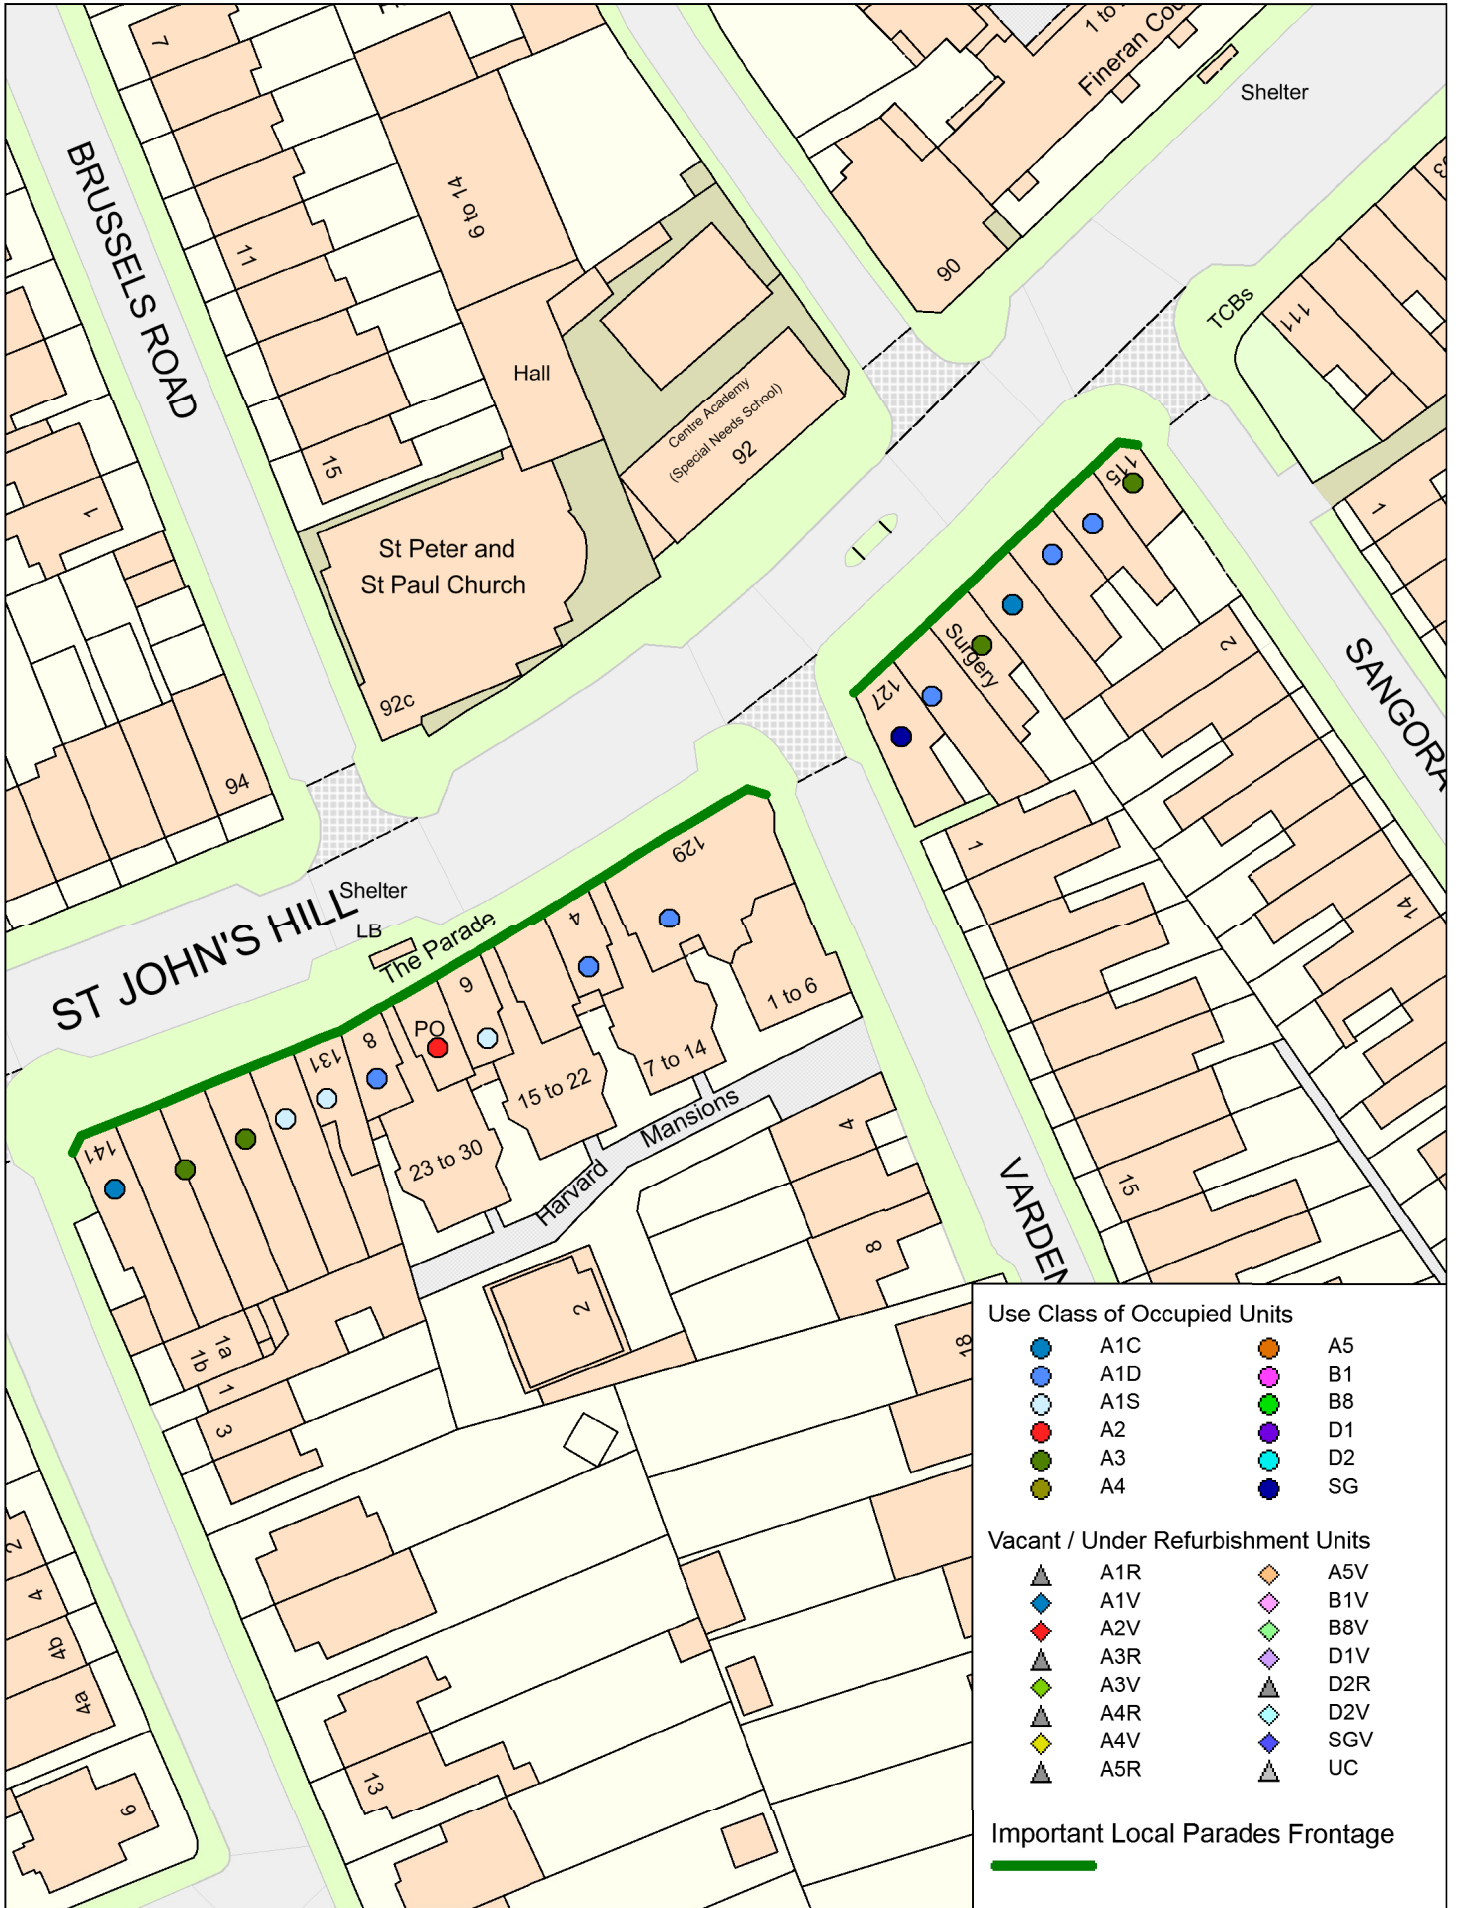 7
1 to
Fineran Cou
Shelter
BRUSSELS ROAD
6 to 14
11
90
TCBs
111
Hall
Centre Academy
(Special Needs School)
92
15
115
1
1
St Peter and
St Paul Church
92c
Surgery
127
2
SANGORA
94
129
1
14
Shelter
LB
ST JOHN'S HILL
The Parade
4
6
PO
8
131
141
1 to 6
7 to 14
15 to 22
23 to 30
Harvard
Mansions
4
8
15
VARDEN
2
1a
1b
1
3
18
2
4
4b
4a
13
9
Use Class of Occupied Units
A1C
A1D
A1S
A2
A3
A4
A5
B1
B8
D1
D2
SG
Vacant / Under Refurbishment Units
A1R
A1V
A2V
A3R
A3V
A4R
A4V
A5R
A5V
B1V
B8V
D1V
D2R
D2V
SGV
UC
Important Local Parades Frontage